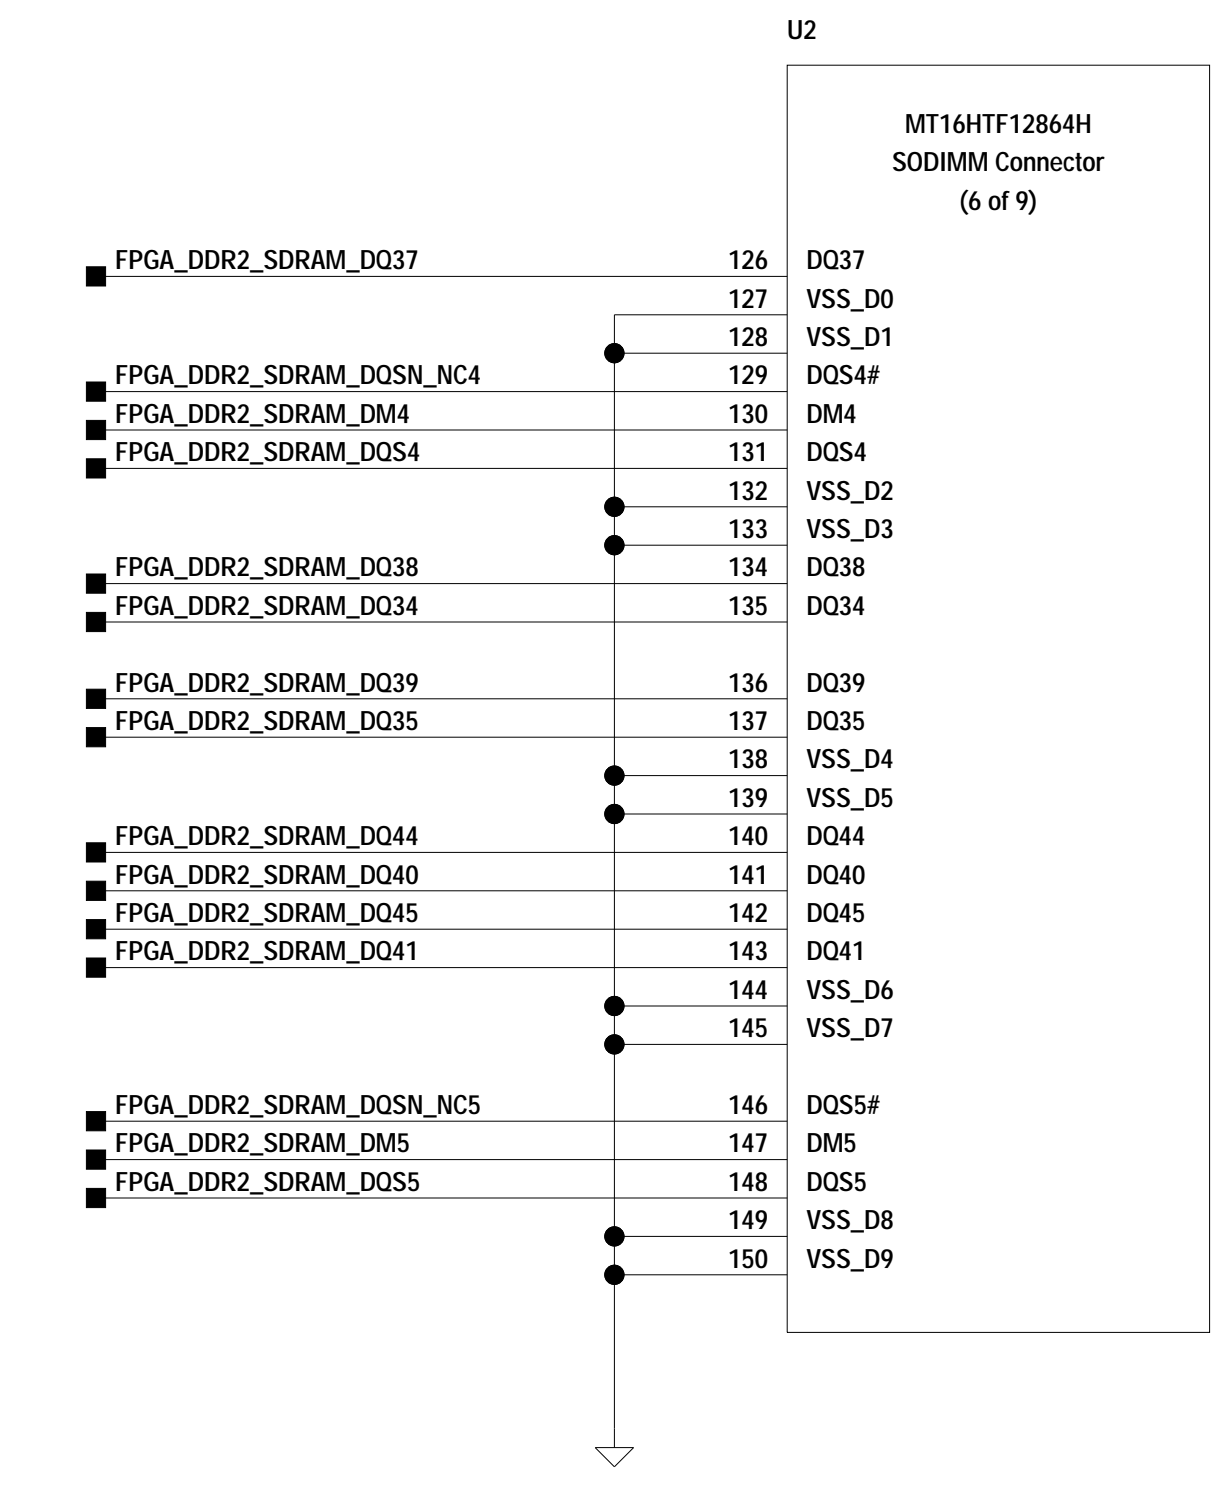 U2
MT16HTF12864H
SODIMM Connector
(6 of 9)
FPGA_DDR2_SDRAM_DQ37 126 DQ37
127 VSS_D0
128 VSS_D1
FPGA_DDR2_SDRAM_DQSN_NC4 129 DQS4#
FPGA_DDR2_SDRAM_DM4 130 DM4
FPGA_DDR2_SDRAM_DQS4 131 DQS4
132 VSS_D2
133 VSS_D3
FPGA_DDR2_SDRAM_DQ38 134 DQ38
FPGA_DDR2_SDRAM_DQ34 135 DQ34
FPGA_DDR2_SDRAM_DQ39 136 DQ39
FPGA_DDR2_SDRAM_DQ35 137 DQ35
138 VSS_D4
139 VSS_D5
FPGA_DDR2_SDRAM_DQ44 140 DQ44
FPGA_DDR2_SDRAM_DQ40 141 DQ40
FPGA_DDR2_SDRAM_DQ45 142 DQ45
FPGA_DDR2_SDRAM_DQ41 143 DQ41
144 VSS_D6
145 VSS_D7
FPGA_DDR2_SDRAM_DQSN_NC5 146 DQS5#
FPGA_DDR2_SDRAM_DM5 147 DM5
FPGA_DDR2_SDRAM_DQS5 148 DQS5
149 VSS_D8
150 VSS_D9